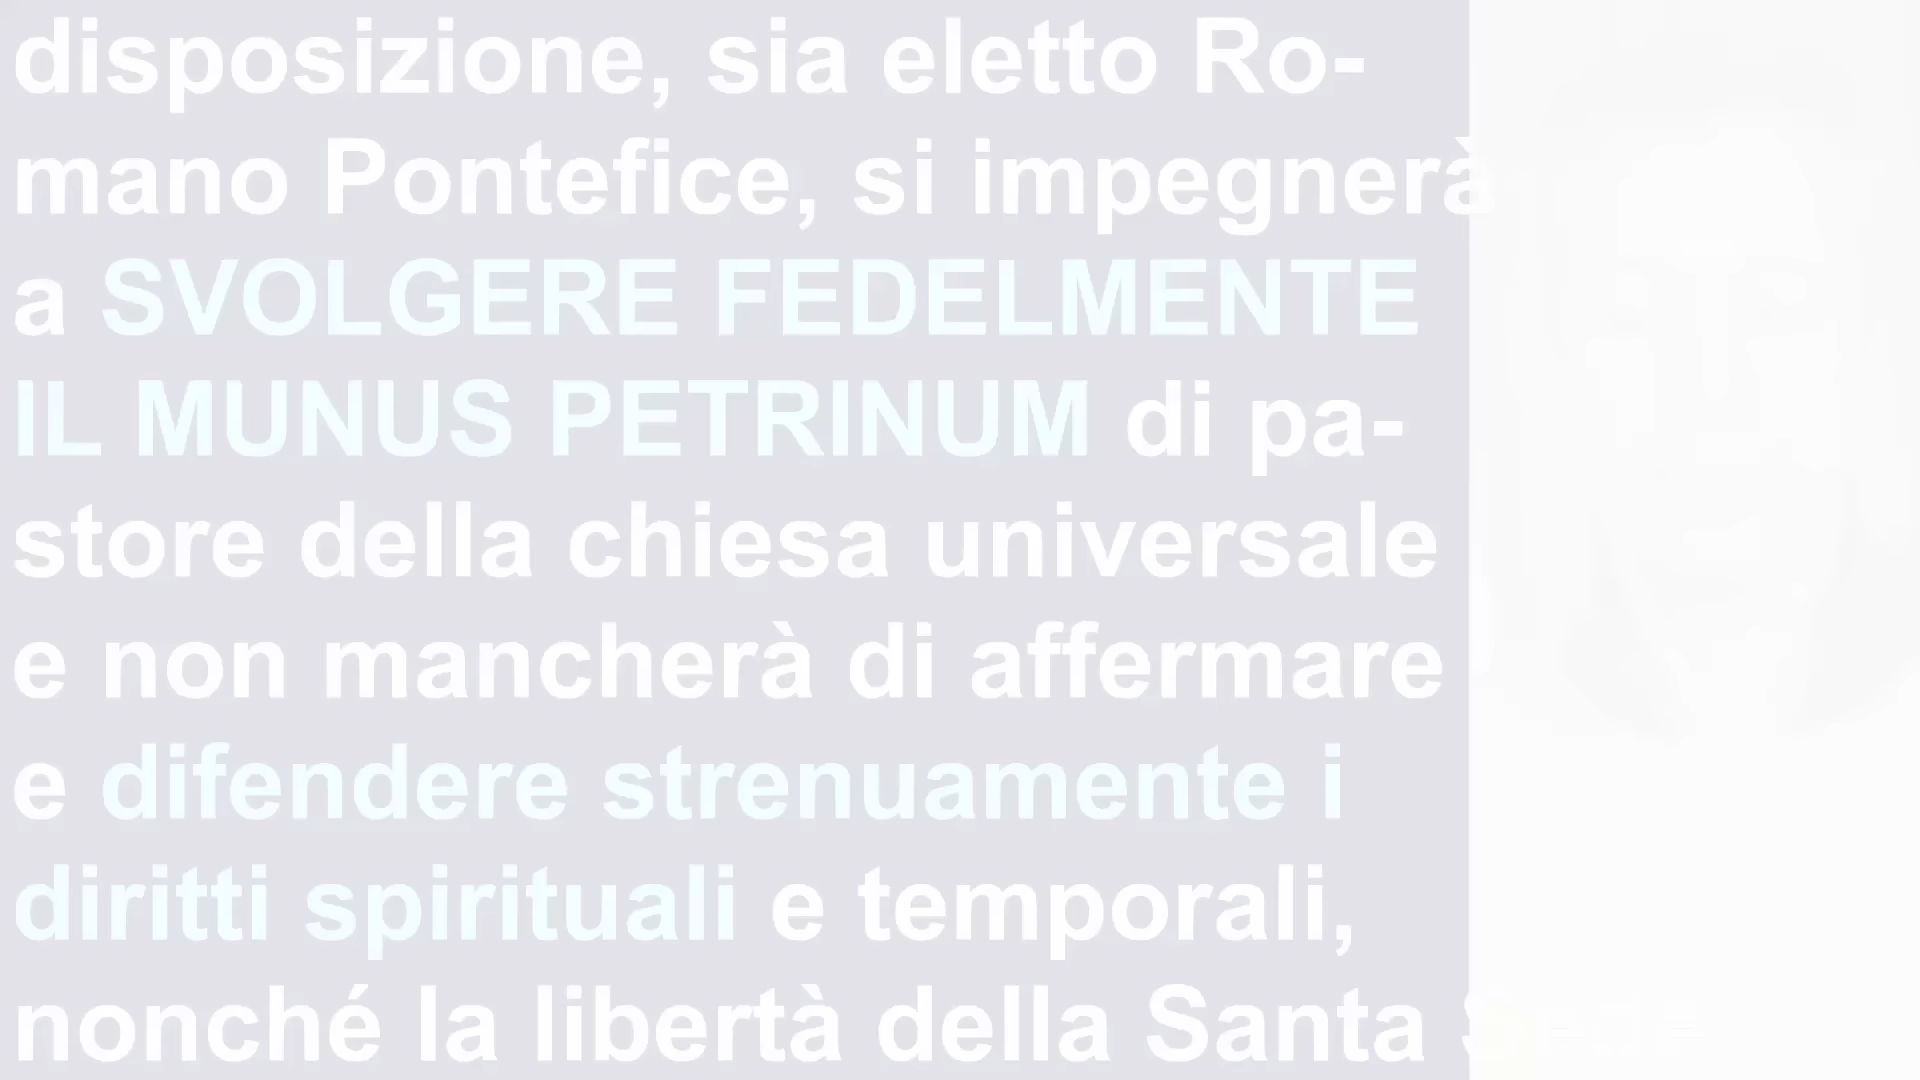 disposizione, sia eletto Ro-
mano Pontefice, si impegnerà
a SVOLGERE FEDELMENTE
IL MUNUS PETRINUM di pa-
store della chiesa universale
e non mancherà di affermare
e difendere strenuamente i
diritti spirituali e temporali,
nonché la libertà della Santa Sede